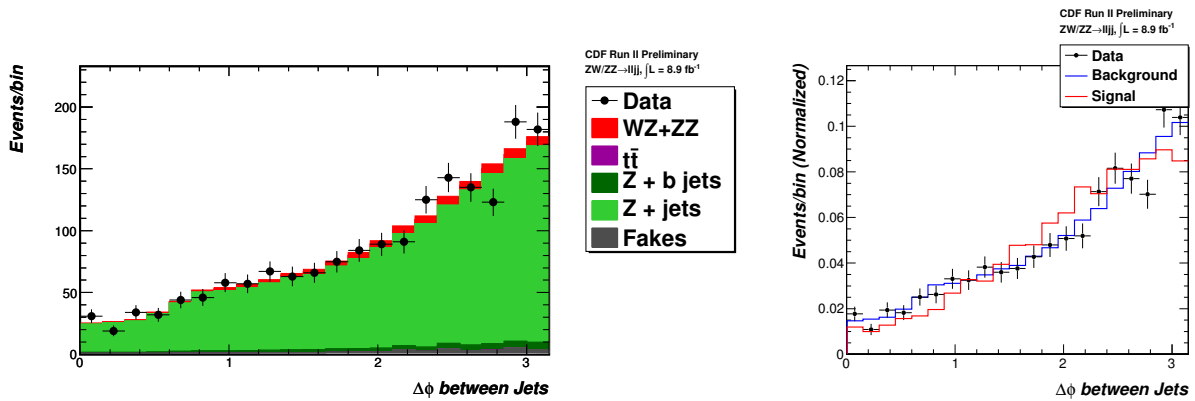 CDF Run II Preliminary
ZW/ZZ→lljj, ∫L = 8.9 fb⁻¹
Events/bin
200
150
100
50
0
0 1 2 3
Δϕ between Jets
Data
WZ+ZZ
tt̄
Z + b jets
Z + jets
Fakes
CDF Run II Preliminary
ZW/ZZ→lljj, ∫L = 8.9 fb⁻¹
Data
Background
Signal
Events/bin (Normalized)
0.12
0.1
0.08
0.06
0.04
0.02
0
0 1 2 3
Δϕ between Jets